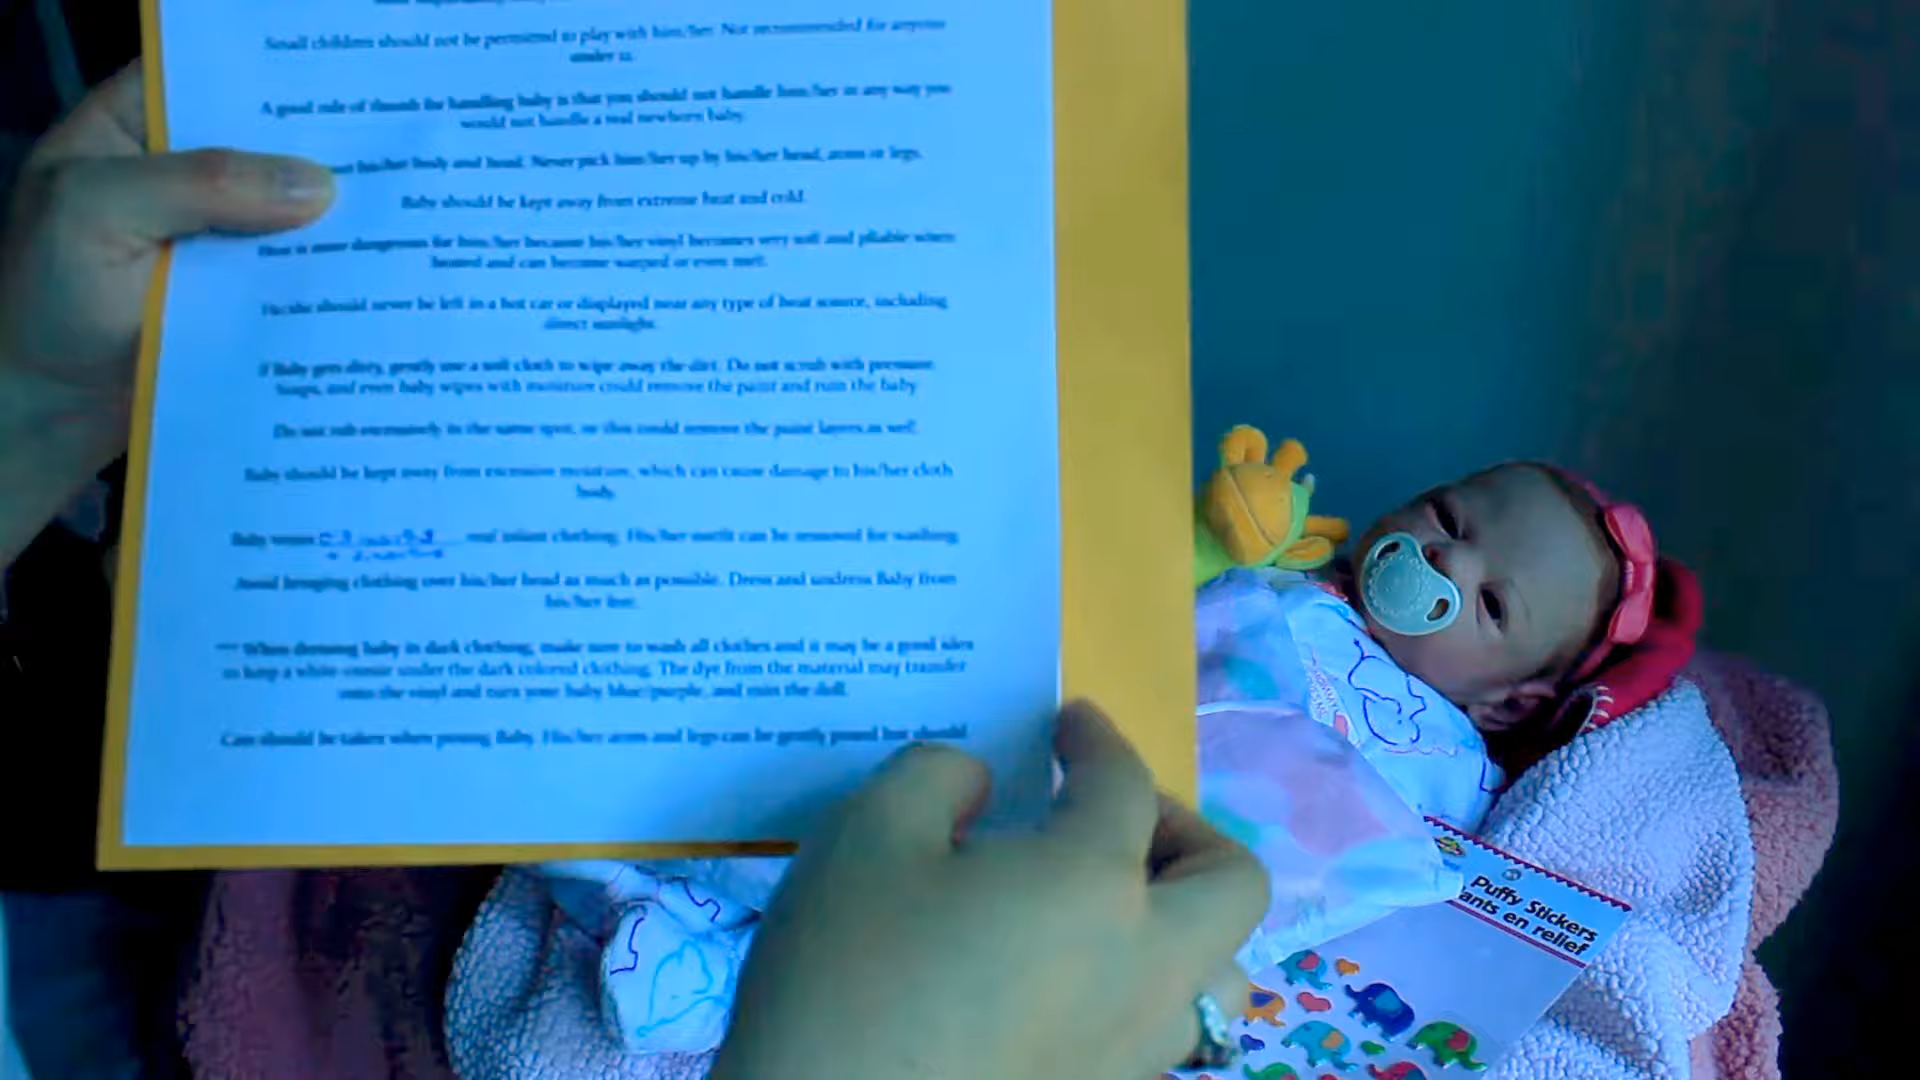 Small children should not be permitted to play with him/her. Not recommended for anyone
under 12.
A good rule of thumb for handling baby is that you should not handle him/her in any way you
would not handle a real newborn baby.
his/her body and head. Never pick him/her up by his/her head, arms or legs.
Baby should be kept away from extreme heat and cold.
Heat is more dangerous for him/her because his/her vinyl becomes very soft and pliable when
heated and can become warped or even melt.
He/she should never be left in a hot car or displayed near any type of heat source, including
direct sunlight.
If Baby gets dirty, gently use a soft cloth to wipe away the dirt. Do not scrub with pressure.
Soaps, and even baby wipes with moisture could remove the paint and ruin the baby
Do not rub excessively in the same spot, or this could remove the paint layers as well.
Baby should be kept away from excessive moisture, which can cause damage to his/her cloth
body.
Baby wears real infant clothing. His/her outfit can be removed for washing.
Avoid bringing clothing over his/her head as much as possible. Dress and undress Baby from
his/her feet.
When dressing baby in dark clothing, make sure to wash all clothes and it may be a good idea
to keep a white onesie under the dark colored clothing. The dye from the material may transfer
onto the vinyl and turn your baby blue/purple, and ruin the doll.
Care should be taken when posing Baby. His/her arms and legs can be gently posed but should
Puffy Stickers
ants en relief